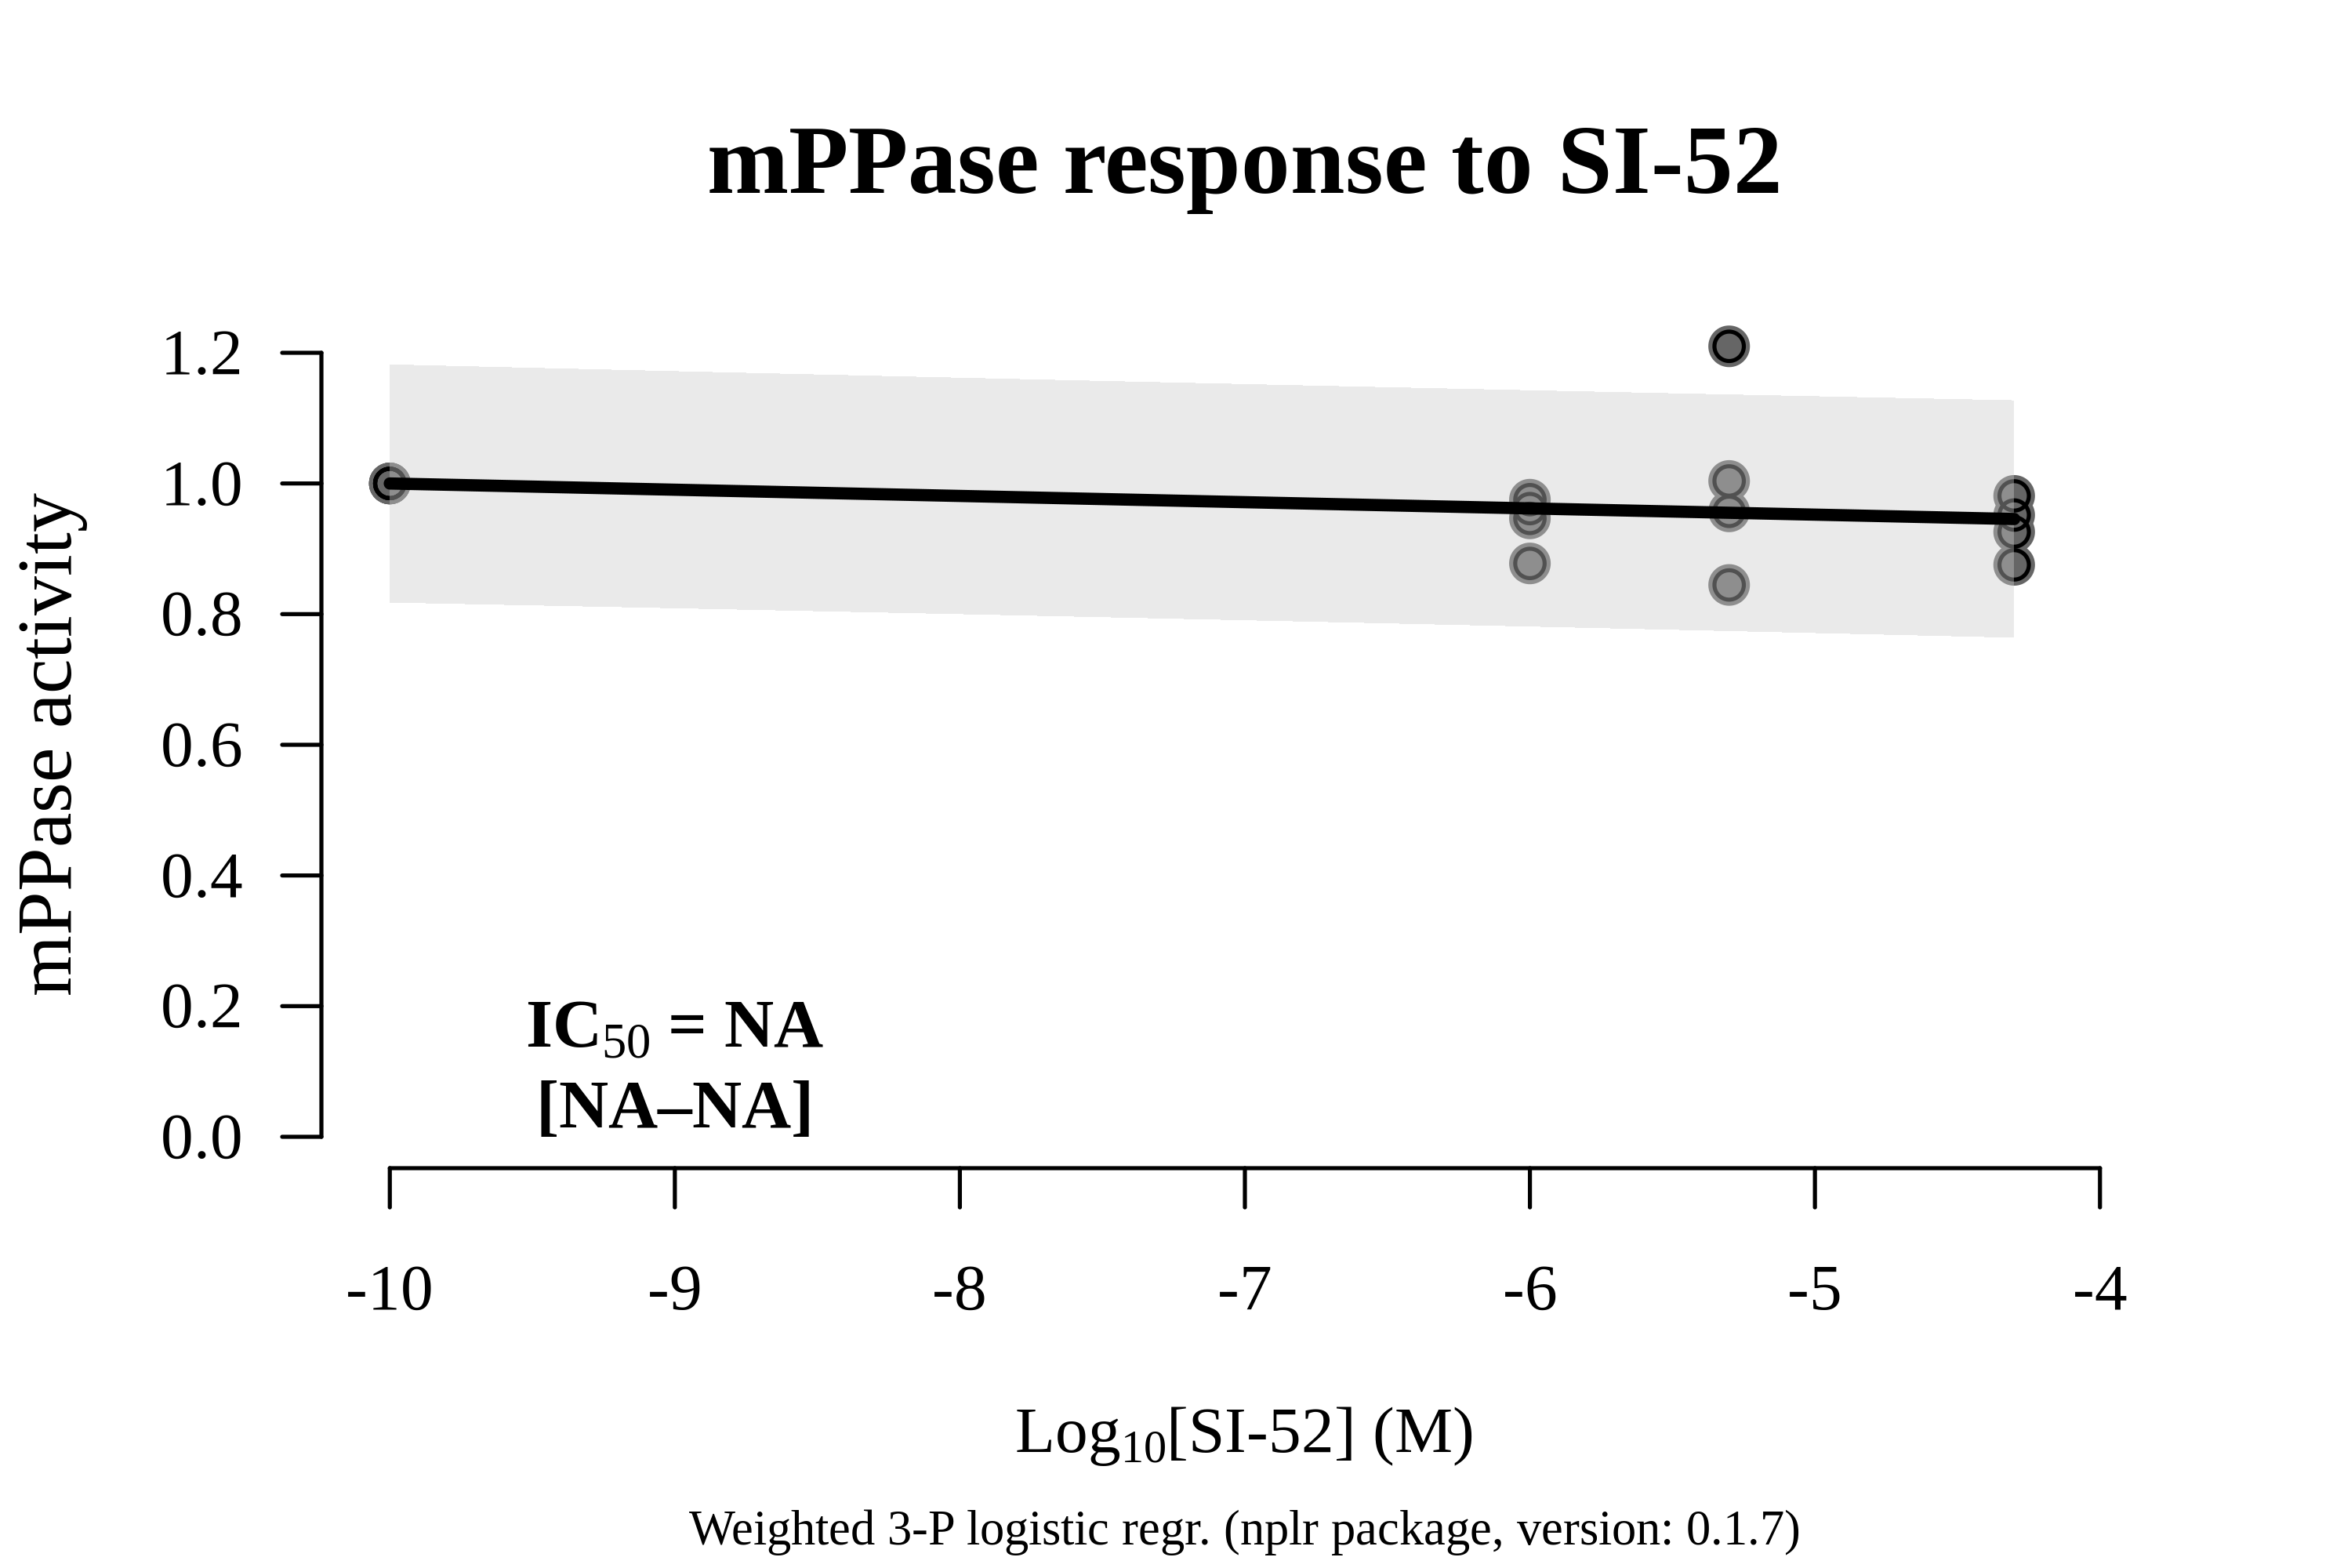 mPPase response to SI-52
mPPase activity
1.2
1.0
0.8
0.6
0.4
0.2
0.0
IC50 = NA
[NA–NA]
-10 -9 -8 -7 -6 -5 -4
Log10[SI-52] (M)
Weighted 3-P logistic regr. (nplr package, version: 0.1.7)